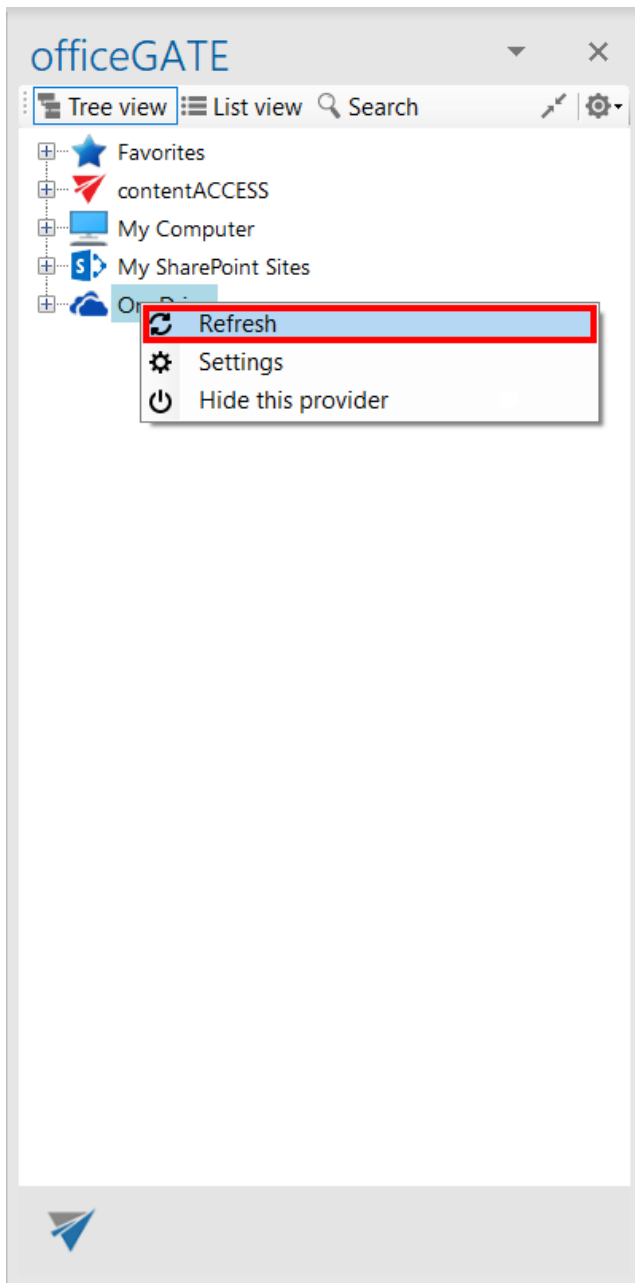 officeGATE
Tree view List view Search
Favorites
contentACCESS
My Computer
My SharePoint Sites
Refresh
Settings
Hide this provider